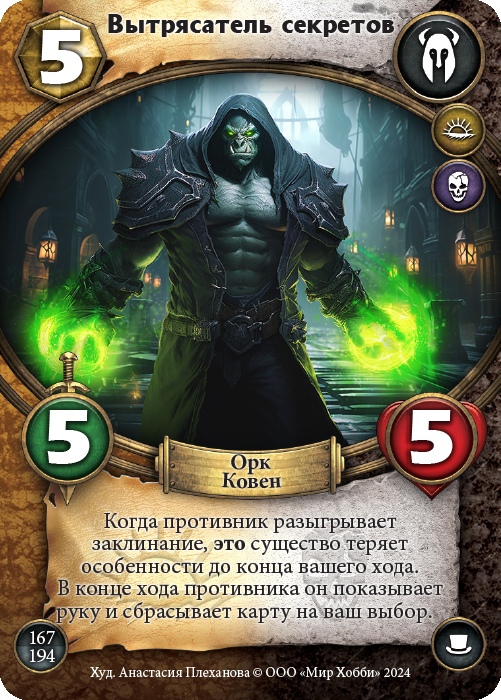 Вытрясатель секретов
5
5
5
Орк
Ковен
Когда противник разыгрывает
заклинание, это существо теряет
особенности до конца вашего хода.
В конце хода противника он показывает
руку и сбрасывает карту на ваш выбор.
167
194
Худ. Анастасия Плеханова © ООО «Мир Хобби» 2024